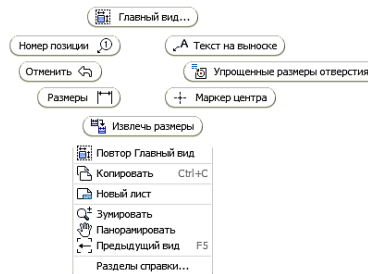 Главный вид...
Номер позиции 1
A Текст на выноске
Отменить
Упрощенные размеры отверстия
Размеры
Маркер центра
Извлечь размеры
Повтор Главный вид
Копировать Ctrl+C
Новый лист
Зумировать
Панорамировать
Предыдущий вид F5
Разделы справки...